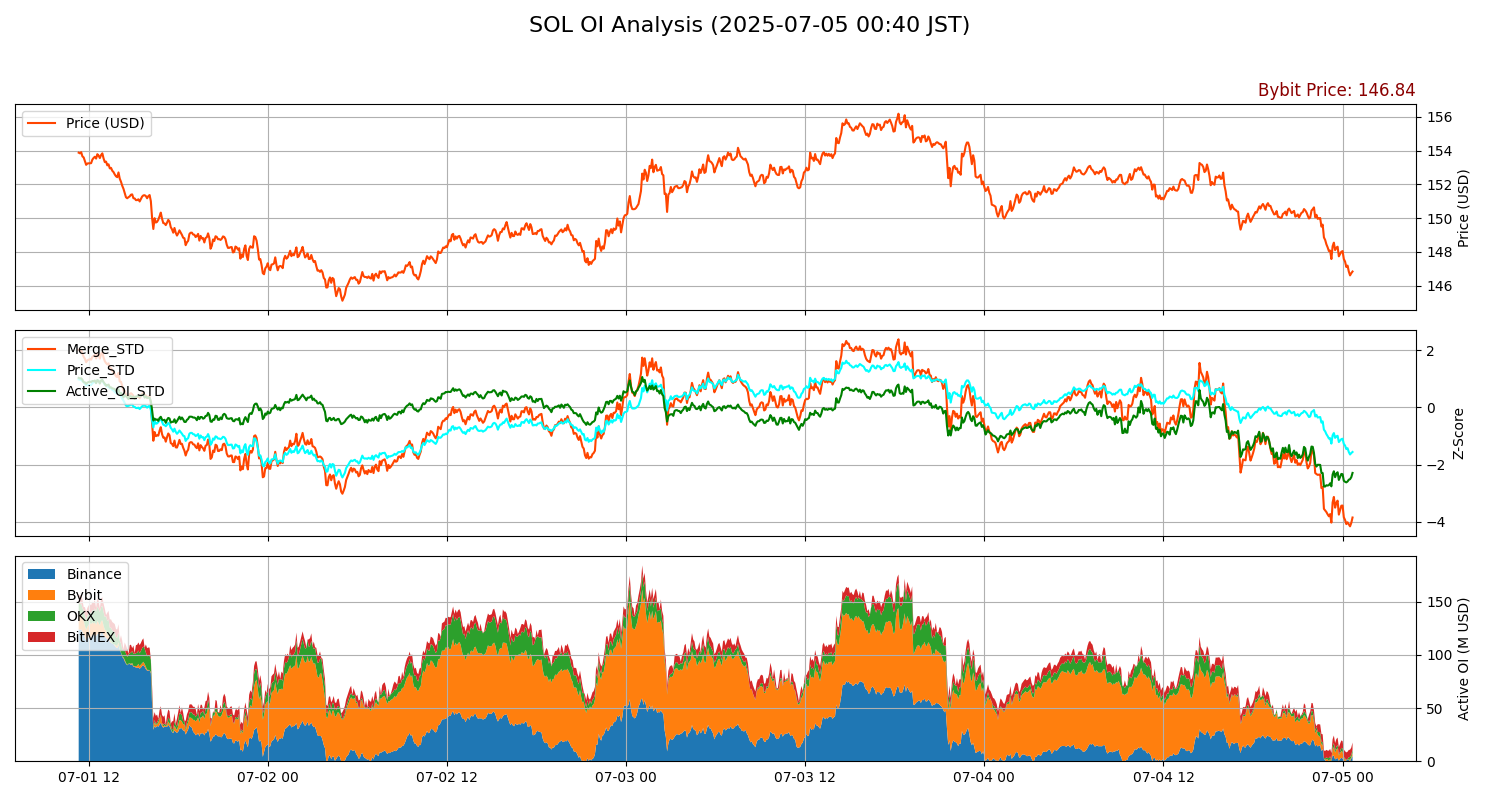 SOL OI Analysis (2025-07-05 00:40 JST)
Bybit Price: 146.84
Price (USD)
156
154
152
150
148
146
Price (USD)
Merge_STD
Price_STD
Active_OI_STD
2
0
−2
−4
Z-Score
Binance
Bybit
OKX
BitMEX
150
100
50
0
Active OI (M USD)
07-01 12
07-02 00
07-02 12
07-03 00
07-03 12
07-04 00
07-04 12
07-05 00